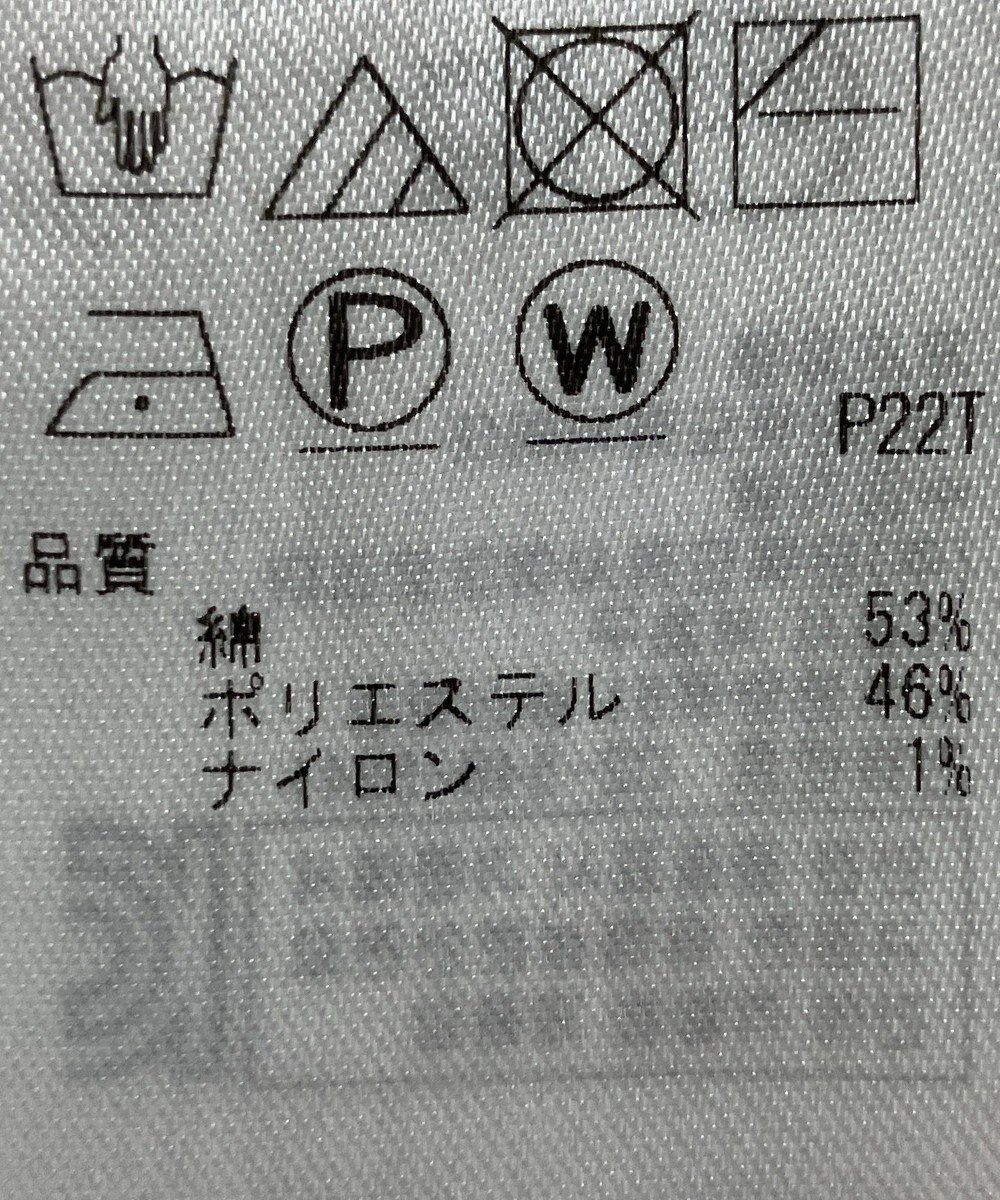 P W
P22T
品質
綿 53%
ポリエステル 46%
ナイロン 1%